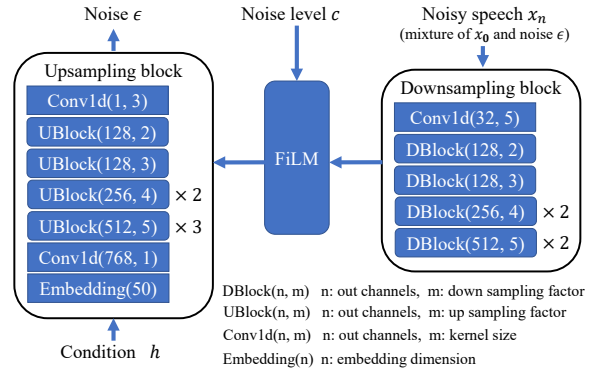 Noise ϵ
Noise level c
Noisy speech xₙ
(mixture of x₀ and noise ϵ)
Upsampling block
Conv1d(1, 3)
UBlock(128, 2)
UBlock(128, 3)
UBlock(256, 4) × 2
UBlock(512, 5) × 3
Conv1d(768, 1)
Embedding(50)
Condition h
FiLM
Downsampling block
Conv1d(32, 5)
DBlock(128, 2)
DBlock(128, 3)
DBlock(256, 4) × 2
DBlock(512, 5) × 2
DBlock(n, m) n: out channels, m: down sampling factor
UBlock(n, m) n: out channels, m: up sampling factor
Conv1d(n, m) n: out channels, m: kernel size
Embedding(n) n: embedding dimension